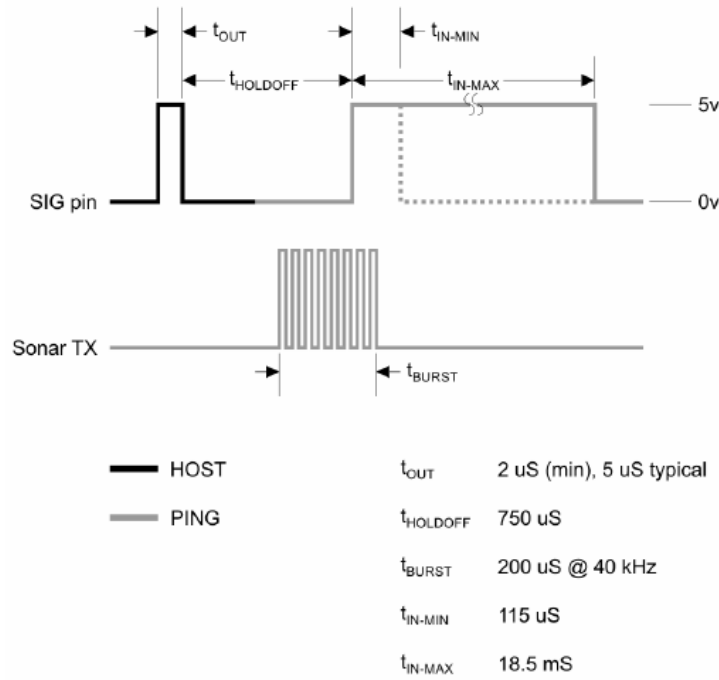 tOUT
tIN-MIN
tHOLDOFF
tIN-MAX
5v
SIG pin
0v
Sonar TX
tBURST
HOST
tOUT 2 uS (min), 5 uS typical
PING
tHOLDOFF 750 uS
tBURST 200 uS @ 40 kHz
tIN-MIN 115 uS
tIN-MAX 18.5 mS